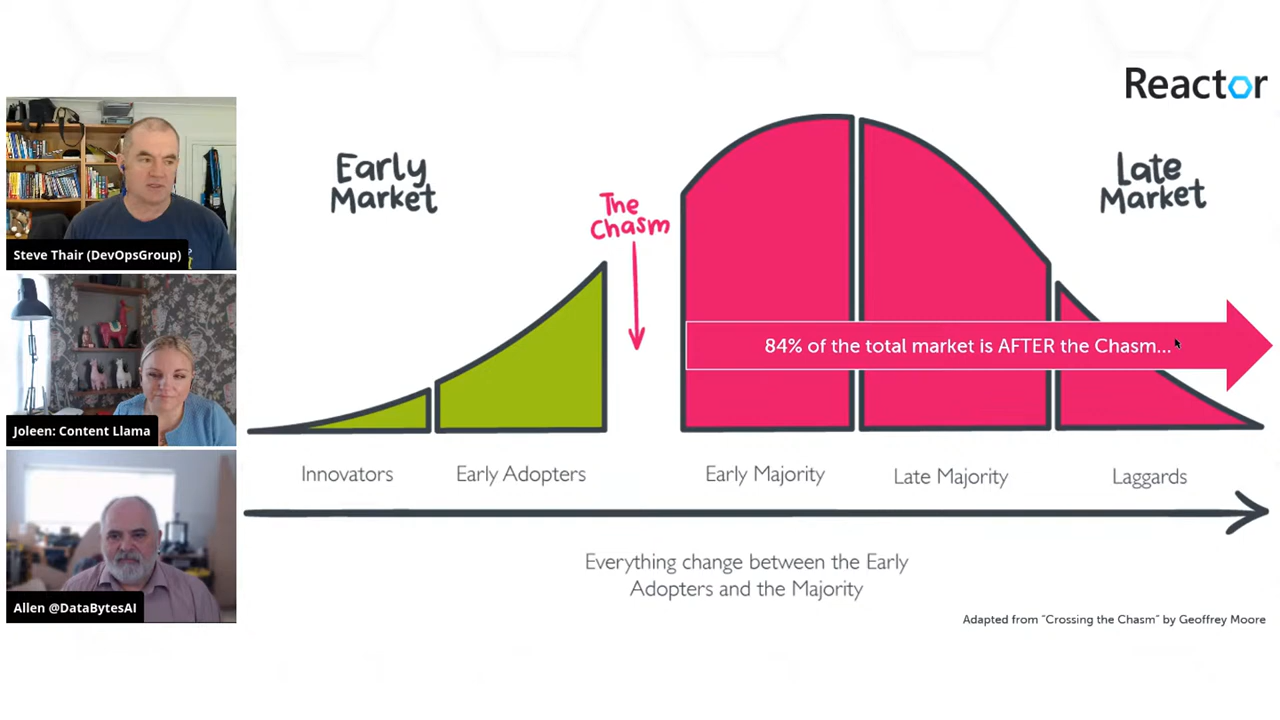 Reactor
Early
Market
The
Chasm
Late
Market
84% of the total market is AFTER the Chasm...
Steve Thair (DevOpsGroup)
Joleen: Content Llama
Allen @DataBytesAI
Innovators
Early Adopters
Early Majority
Late Majority
Laggards
Everything change between the Early
Adopters and the Majority
Adapted from "Crossing the Chasm" by Geoffrey Moore